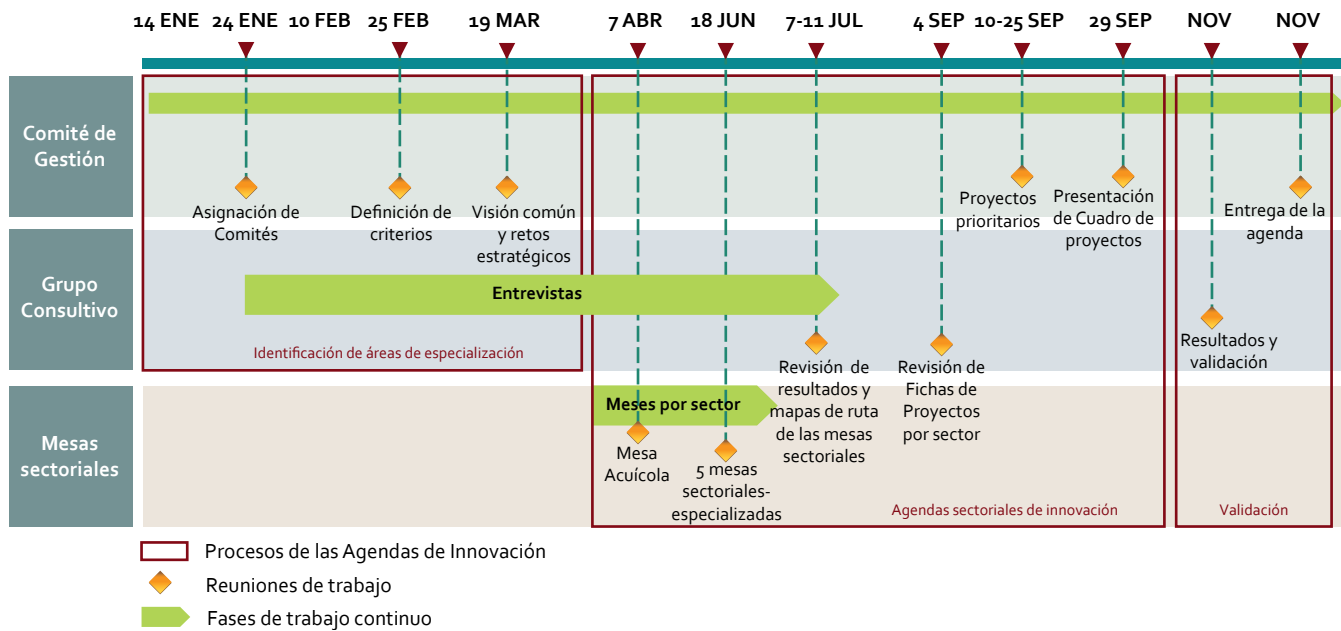 14 ENE 24 ENE 10 FEB 25 FEB 19 MAR 7 ABR 18 JUN 7-11 JUL 4 SEP 10-25 SEP 29 SEP NOV NOV
Comité de
Gestión
Asignación de
Comités
Definición de
criterios
Visión común
y retos
estratégicos
Proyectos
prioritarios
Presentación
de Cuadro de
proyectos
Entrega de la
agenda
Grupo
Consultivo
Entrevistas
Identificación de áreas de especialización
Revisión de
resultados y
mapas de ruta
de las mesas
sectoriales
Revisión de
Fichas de
Proyectos
por sector
Resultados y
validación
Mesas
sectoriales
Meses por sector
Mesa
Acuícola
5 mesas
sectoriales-
especializadas
Agendas sectoriales de innovación
Validación
Procesos de las Agendas de Innovación
Reuniones de trabajo
Fases de trabajo continuo